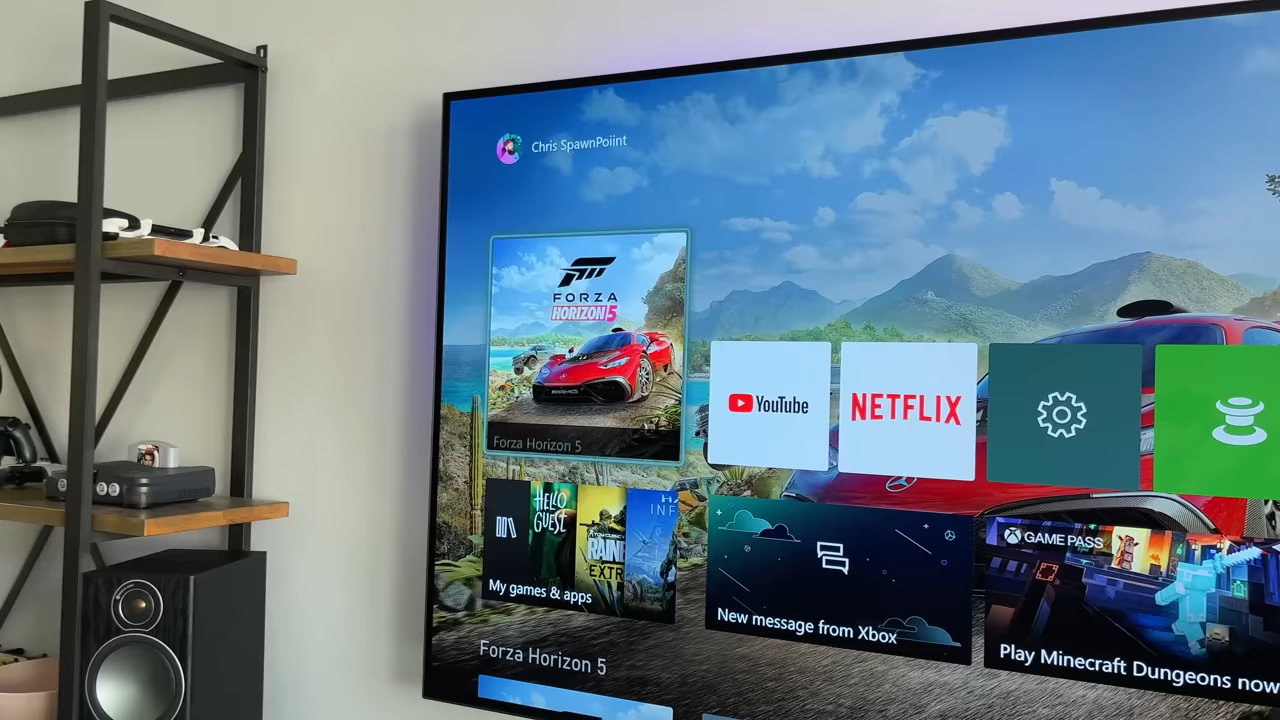 Chris SpawnPoiint
FORZA
HORIZON 5
Forza Horizon 5
YouTube
NETFLIX
HELLO
GUEST
RAIN
EXTR
INF
My games & apps
New message from Xbox
GAME PASS
Play Minecraft Dungeons now
Forza Horizon 5